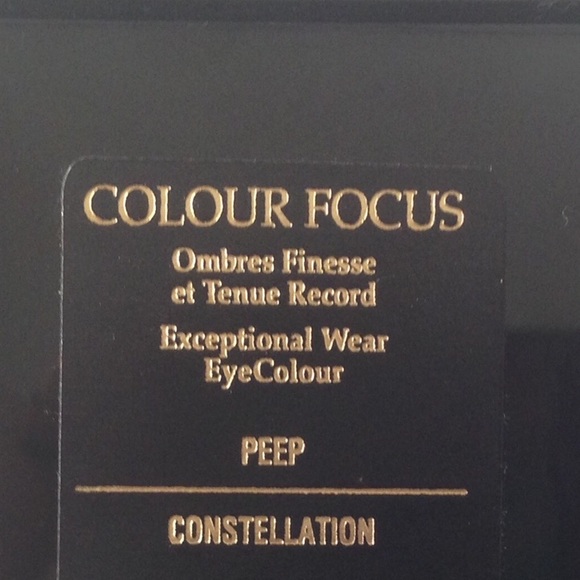 COLOUR FOCUS
Ombres Finesse
et Tenue Record
Exceptional Wear
EyeColour
PEEP
CONSTELLATION